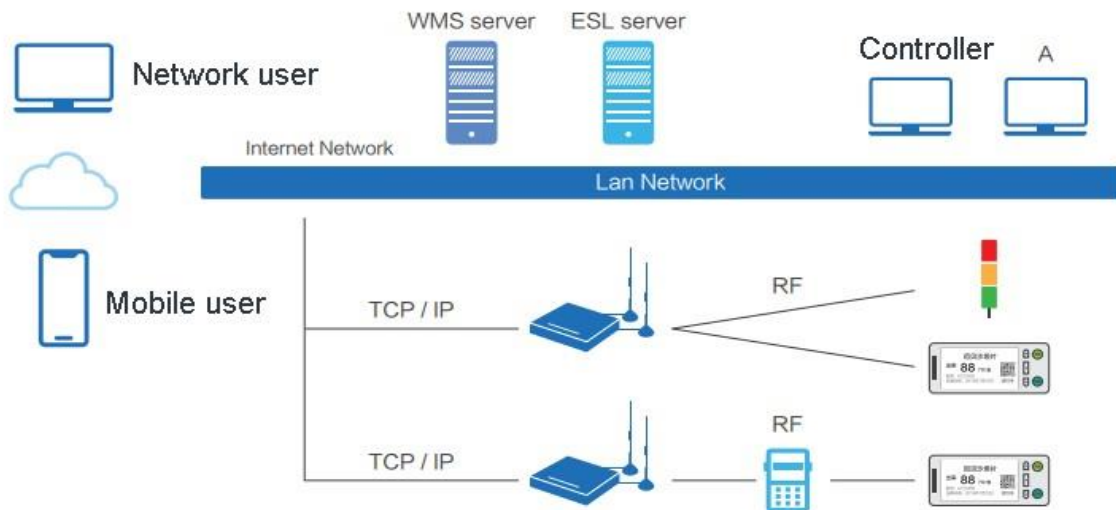 WMS server
ESL server
Network user
Controller
A
Internet Network
Lan Network
Mobile user
TCP / IP
RF
88
TCP / IP
RF
88